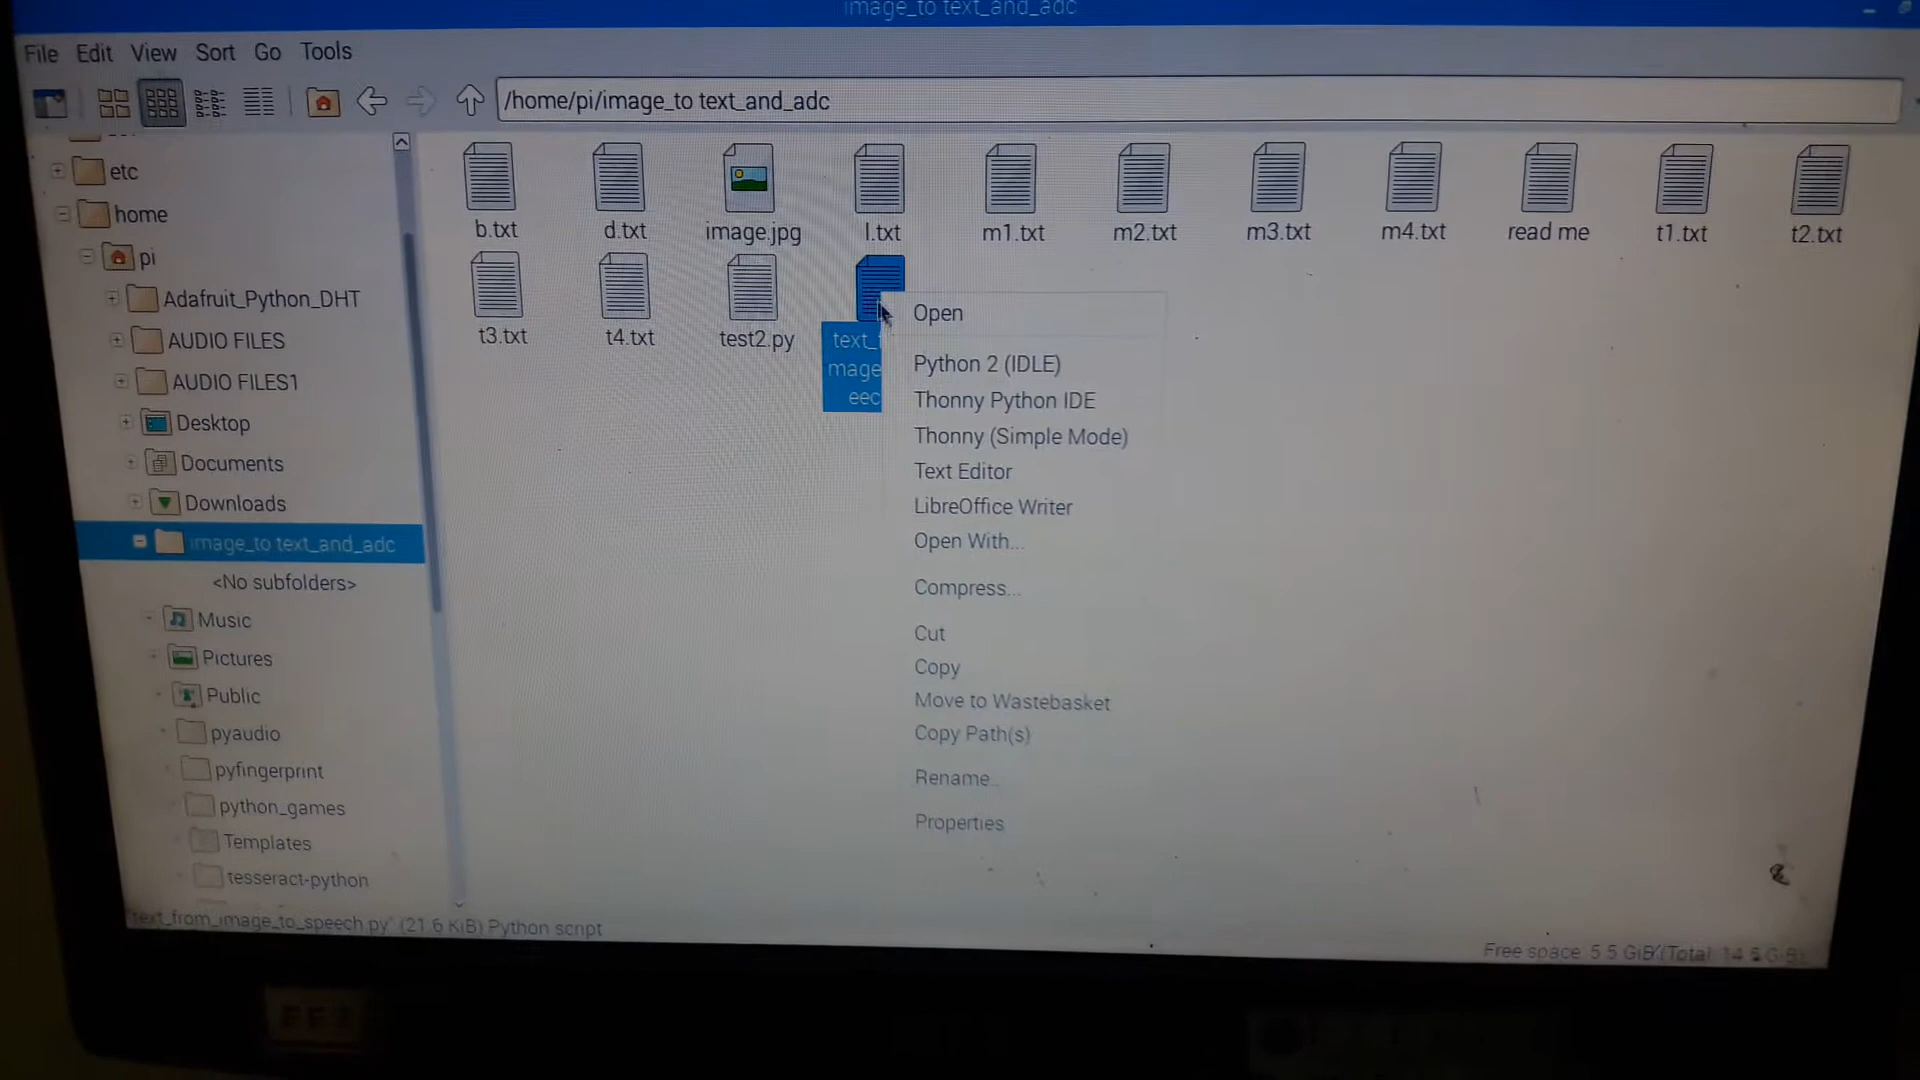 image_to text_and_adc
File Edit View Sort Go Tools
/home/pi/image_to text_and_adc
etc
home
pi
Adafruit_Python_DHT
AUDIO FILES
AUDIO FILES1
Desktop
Documents
Downloads
image_to text_and_adc
<No subfolders>
Music
Pictures
Public
pyaudio
pyfingerprint
python_games
Templates
tesseract-python
b.txt d.txt image.jpg l.txt m1.txt m2.txt m3.txt m4.txt read me t1.txt t2.txt
t3.txt t4.txt test2.py text_
mage
eec
Open
Python 2 (IDLE)
Thonny Python IDE
Thonny (Simple Mode)
Text Editor
LibreOffice Writer
Open With...
Compress...
Cut
Copy
Move to Wastebasket
Copy Path(s)
Rename...
Properties
"text_from_image_to_speech.py" (21.6 KiB) Python script
Free space: 5.5 GiB (Total: